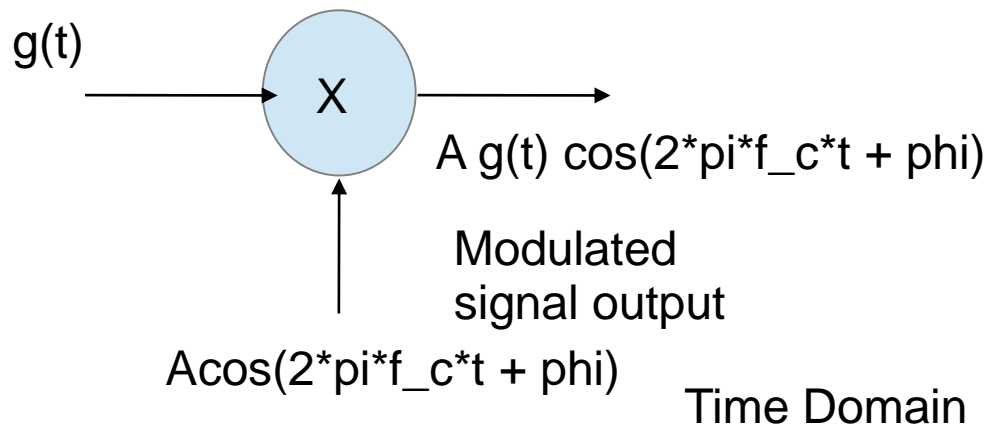 g(t)
X
A g(t) cos(2*pi*f_c*t + phi)
Modulated
signal output
Acos(2*pi*f_c*t + phi)
Time Domain